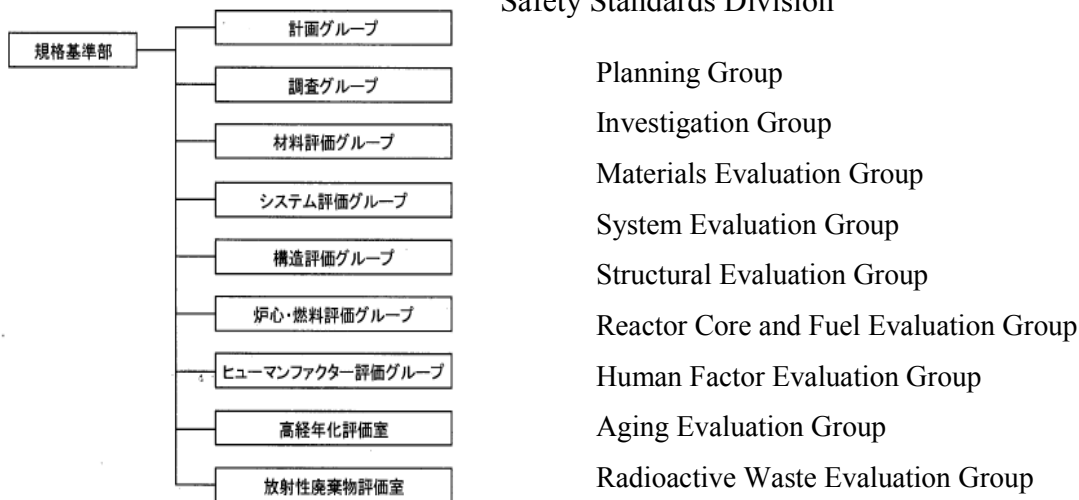 Safety Standards Division
規格基準部
計画グループ
調査グループ
材料評価グループ
システム評価グループ
構造評価グループ
炉心・燃料評価グループ
ヒューマンファクター評価グループ
高経年化評価室
放射性廃棄物評価室
Planning Group
Investigation Group
Materials Evaluation Group
System Evaluation Group
Structural Evaluation Group
Reactor Core and Fuel Evaluation Group
Human Factor Evaluation Group
Aging Evaluation Group
Radioactive Waste Evaluation Group